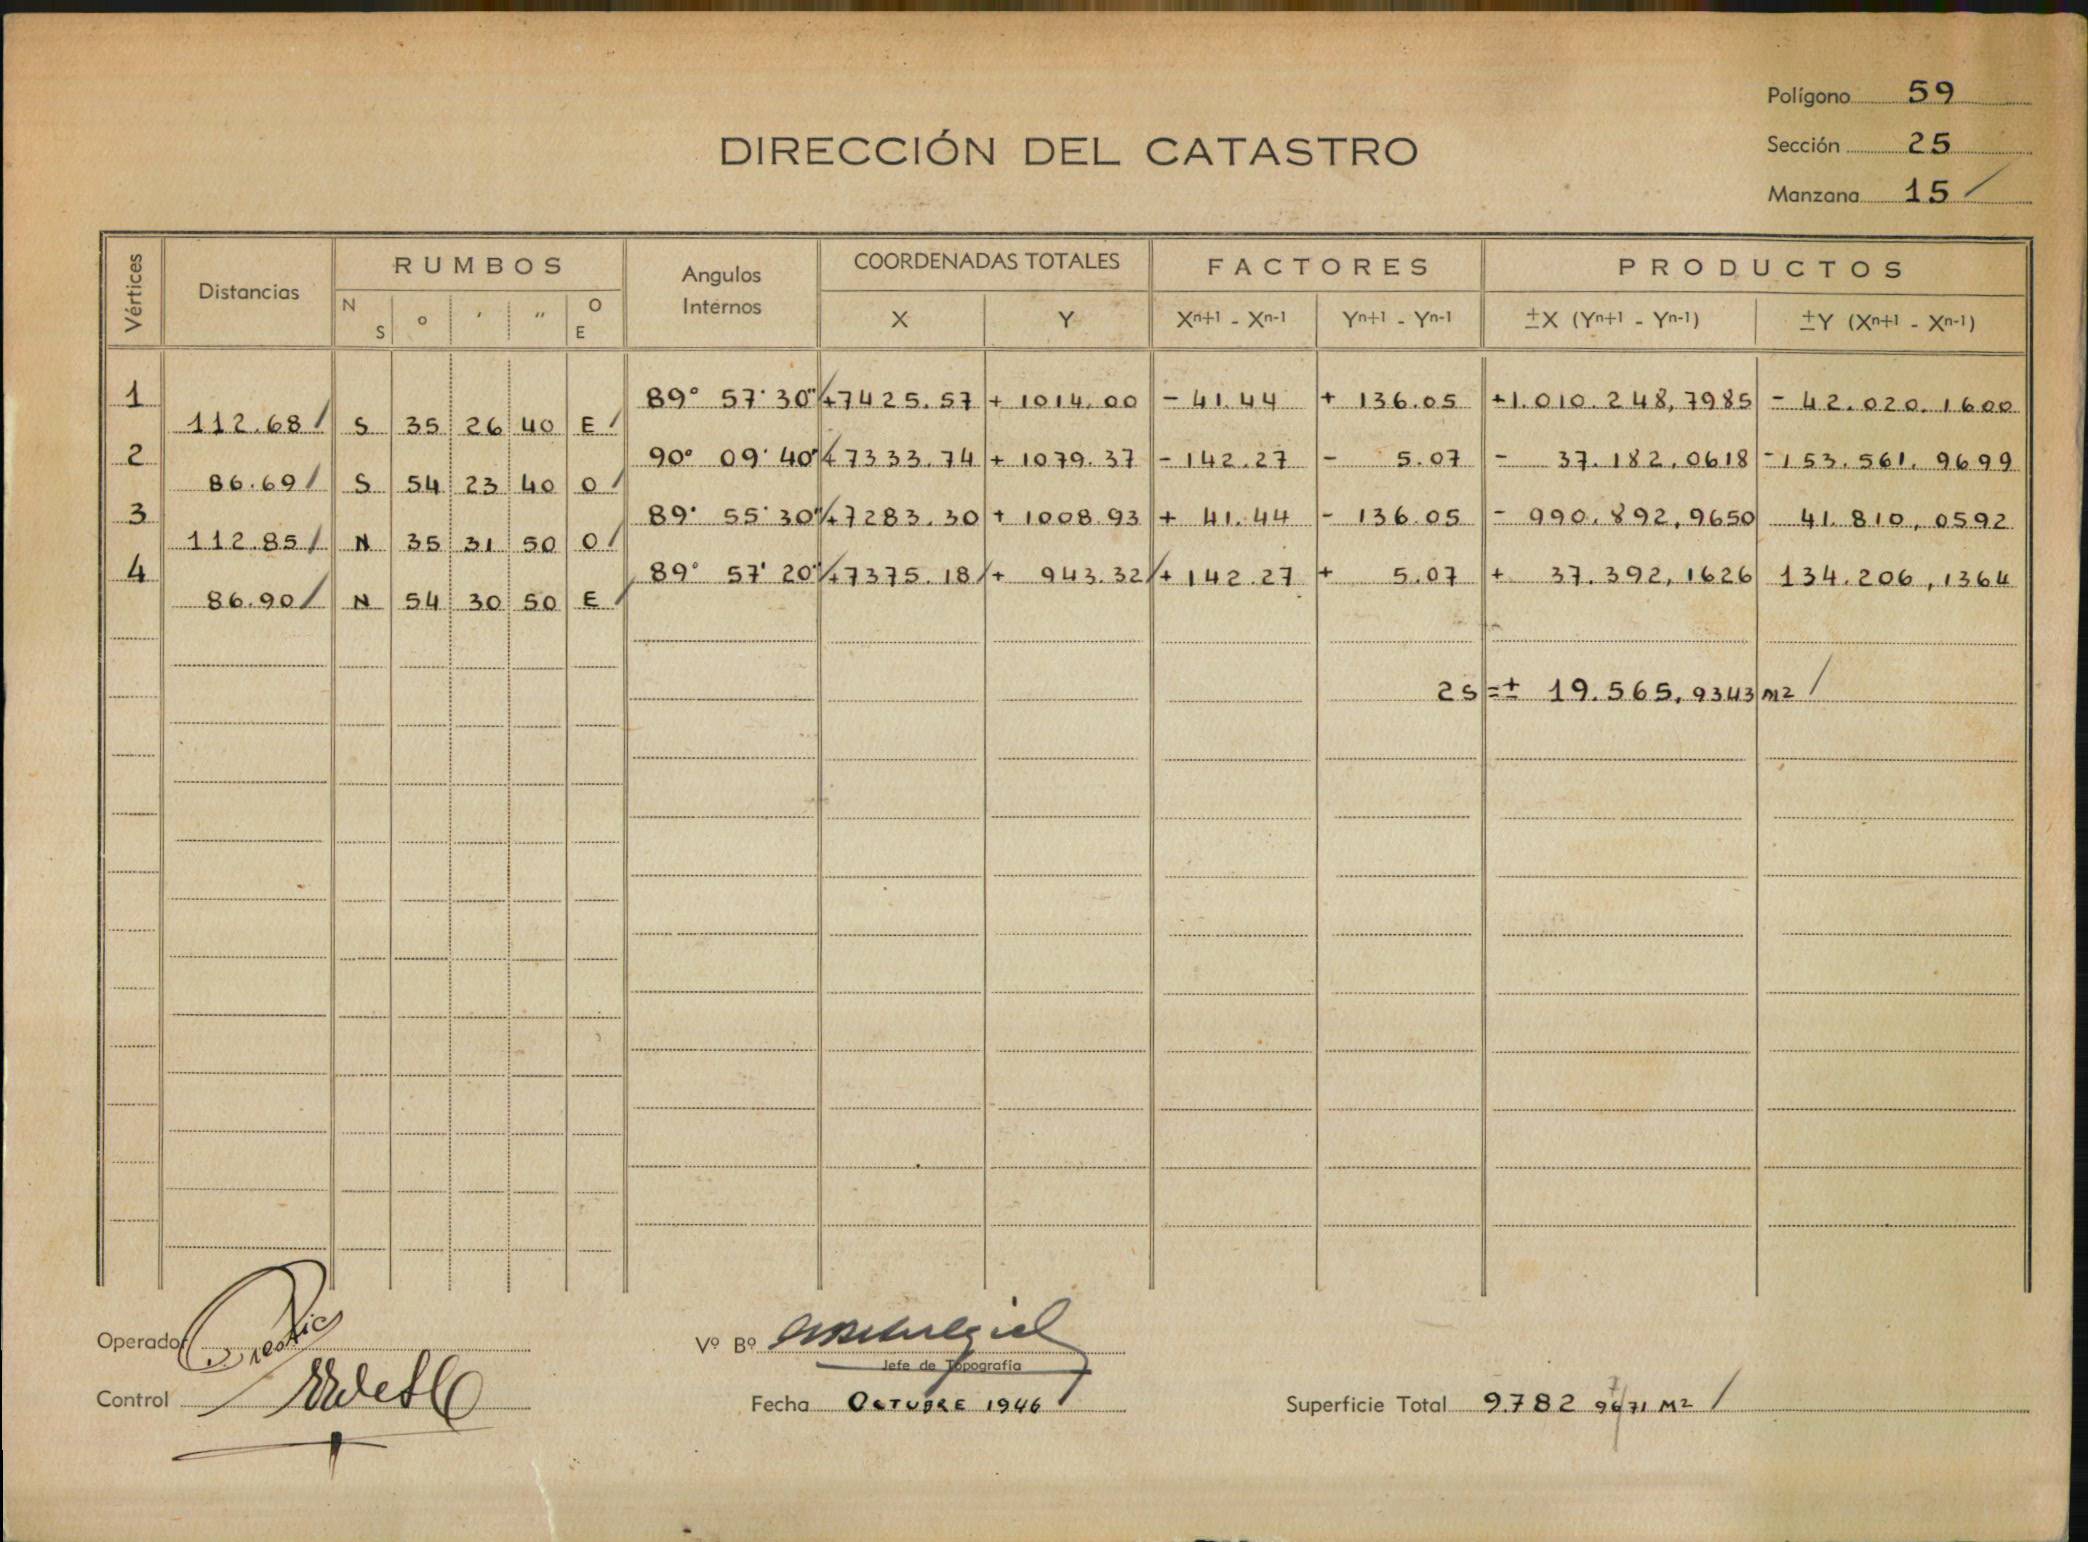 Polígono 59
DIRECCIÓN DEL CATASTRO
Sección 25
Manzana 15 /
Vértices Distancias RUMBOS Angulos Internos COORDENADAS TOTALES FACTORES PRODUCTOS
N S o ' " O E X Y Xn+1 - Xn-1 Yn+1 - Yn-1 ±X (Yn+1 - Yn-1) ±Y (Xn+1 - Xn-1)
1 89° 57' 30" +7425.57 + 1014.00 - 41.44 + 136.05 +1.010.248,7985 - 42.020.1600
112.68/ S 35 26 40 E/
2 90° 09' 40" +7333.74 + 1079.37 - 142.27 - 5.07 - 37.182,0618 - 153.561,9699
86.69/ S 54 23 40 O/
3 89° 55' 30" +7283.30 + 1008.93 + 41.44 - 136.05 - 990.892,9650 41.810,0592
112.85/ N 35 31 50 O/
4 89° 57' 20" +7375.18/ + 943.32/ + 142.27 + 5.07 + 37.392,1626 134.206,1364
86.90/ N 54 30 50 E/
2S =± 19.565,9343 M2 /
Operador
Vº Bº
Jefe de Topografía
Control
Fecha OCTUBRE 1946
Superficie Total 9.782 9671 M2 /